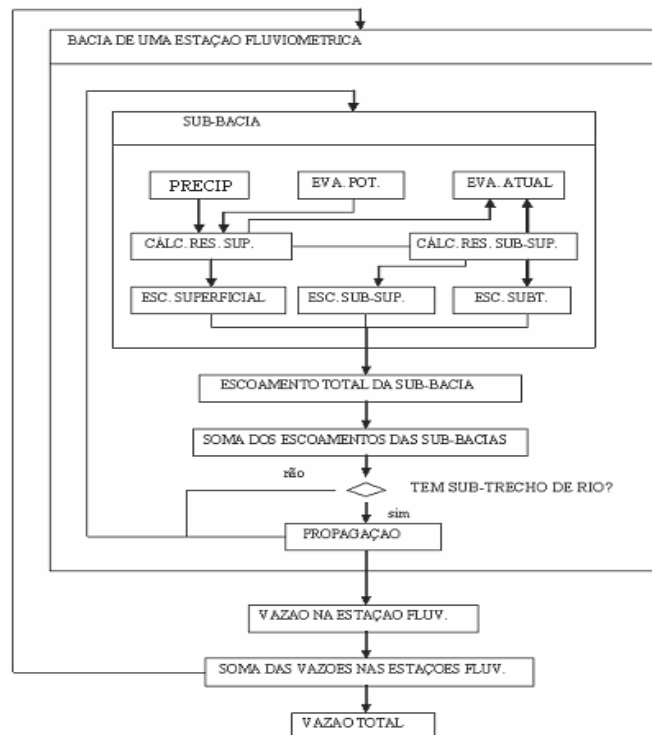 BACIA DE UMA ESTAÇAO FLUVIOMETRICA
SUB-BACIA
PRECIP
EVA. POT.
EVA. ATUAL
CÁLC. RES. SUP.
CÁLC. RES. SUB-SUP.
ESC. SUPERFICIAL
ESC. SUB-SUP.
ESC. SUBT.
ESCOAMENTO TOTAL DA SUB-BACIA
SOMA DOS ESCOAMENTOS DAS SUB-BACIAS
não
TEM SUB-TRECHO DE RIO?
sim
PROPAGAÇAO
VAZAO NA ESTAÇAO FLUV.
SOMA DAS VAZOES NAS ESTAÇOES FLUV.
VAZAO TOTAL